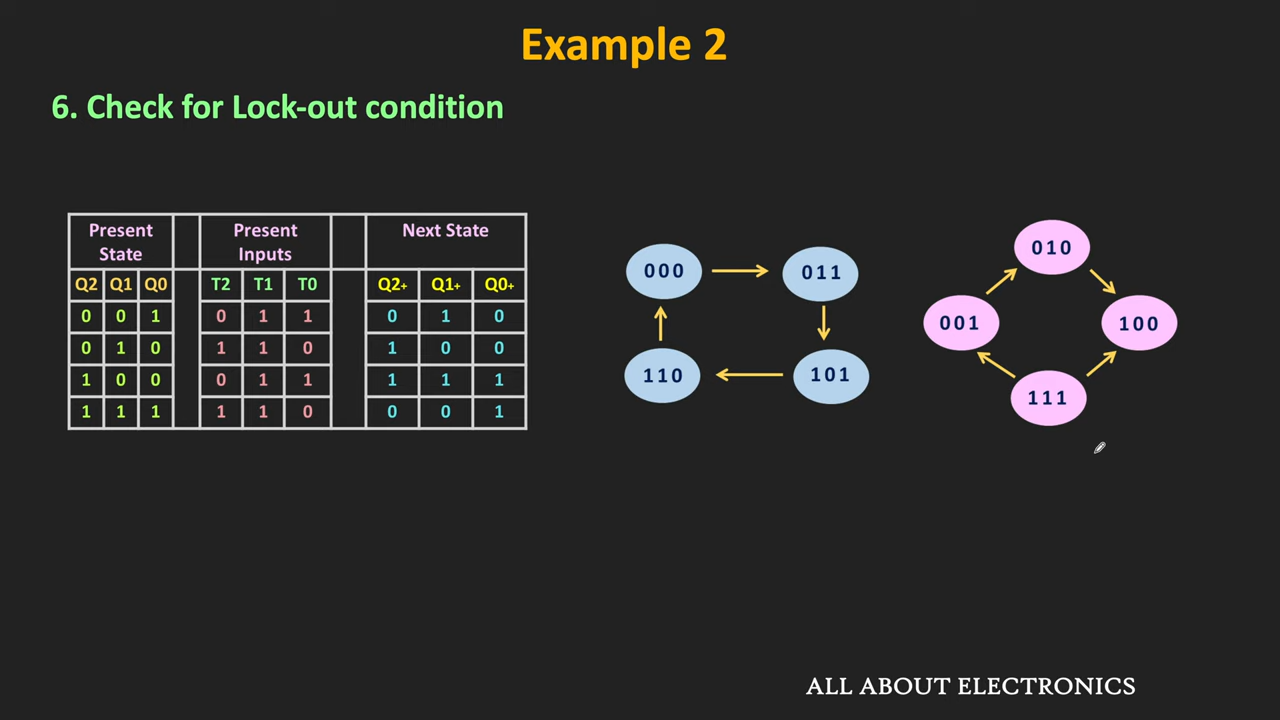 Example 2
6. Check for Lock-out condition
Present State Present Inputs Next State
Q2 Q1 Q0 T2 T1 T0 Q2+ Q1+ Q0+
0 0 1 0 1 1 0 1 0
0 1 0 1 1 0 1 0 0
1 0 0 0 1 1 1 1 1
1 1 1 1 1 0 0 0 1
000 011
110 101
010
001 100
111
ALL ABOUT ELECTRONICS